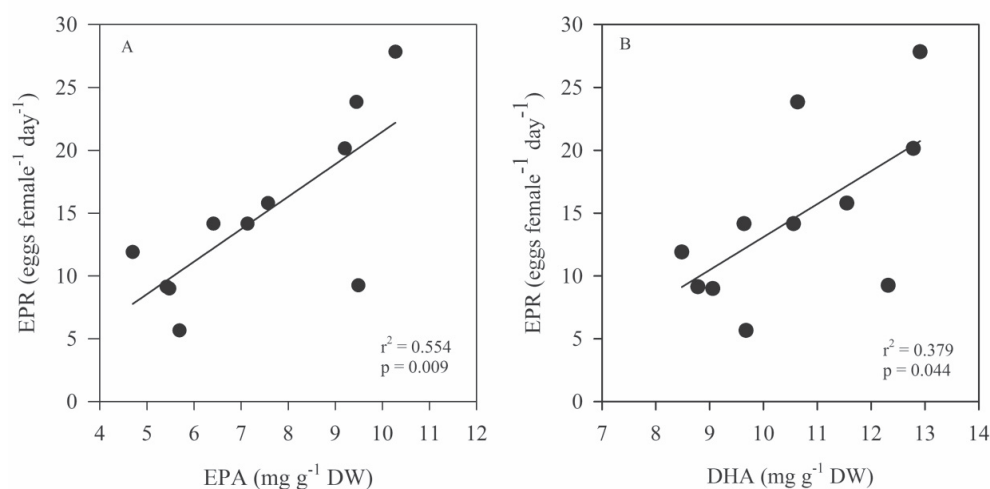 A
30
25
20
15
10
5
0
EPR (eggs female⁻¹ day⁻¹)
r² = 0.554
p = 0.009
4 5 6 7 8 9 10 11 12
EPA (mg g⁻¹ DW)
B
30
25
20
15
10
5
0
EPR (eggs female⁻¹ day⁻¹)
r² = 0.379
p = 0.044
7 8 9 10 11 12 13 14
DHA (mg g⁻¹ DW)